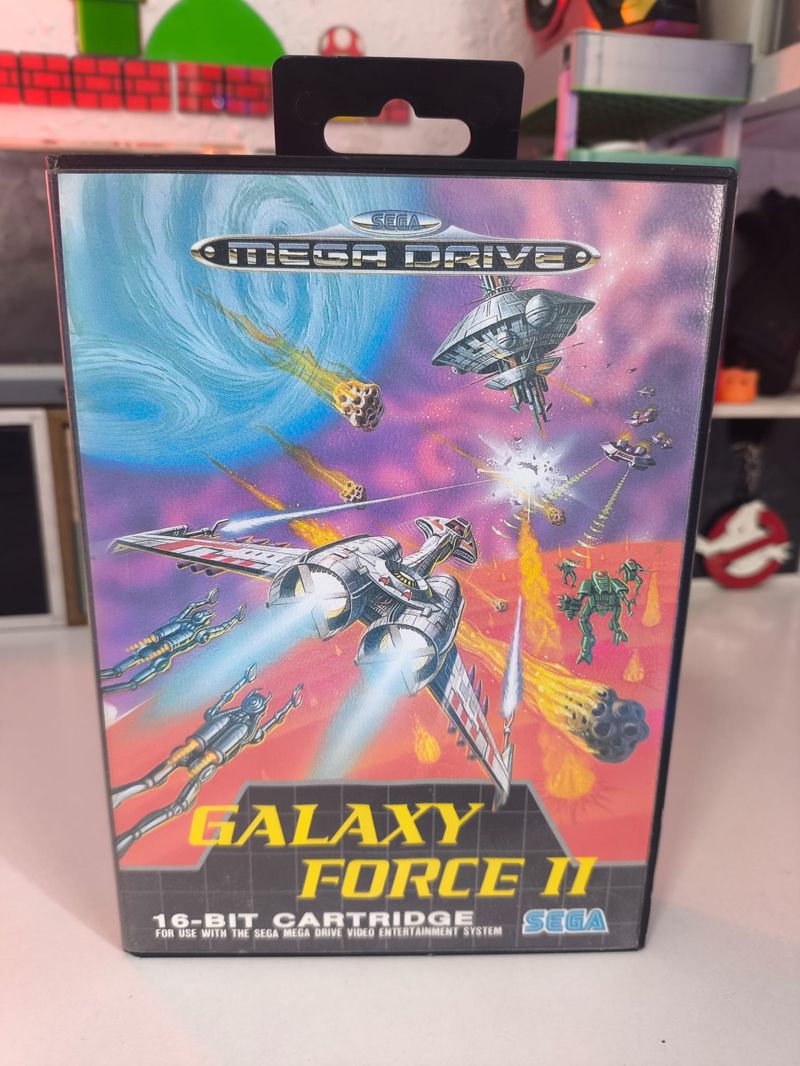 SEGA
MEGA DRIVE
GALAXY
FORCE II
16-BIT CARTRIDGE
FOR USE WITH THE SEGA MEGA DRIVE VIDEO ENTERTAINMENT SYSTEM
SEGA